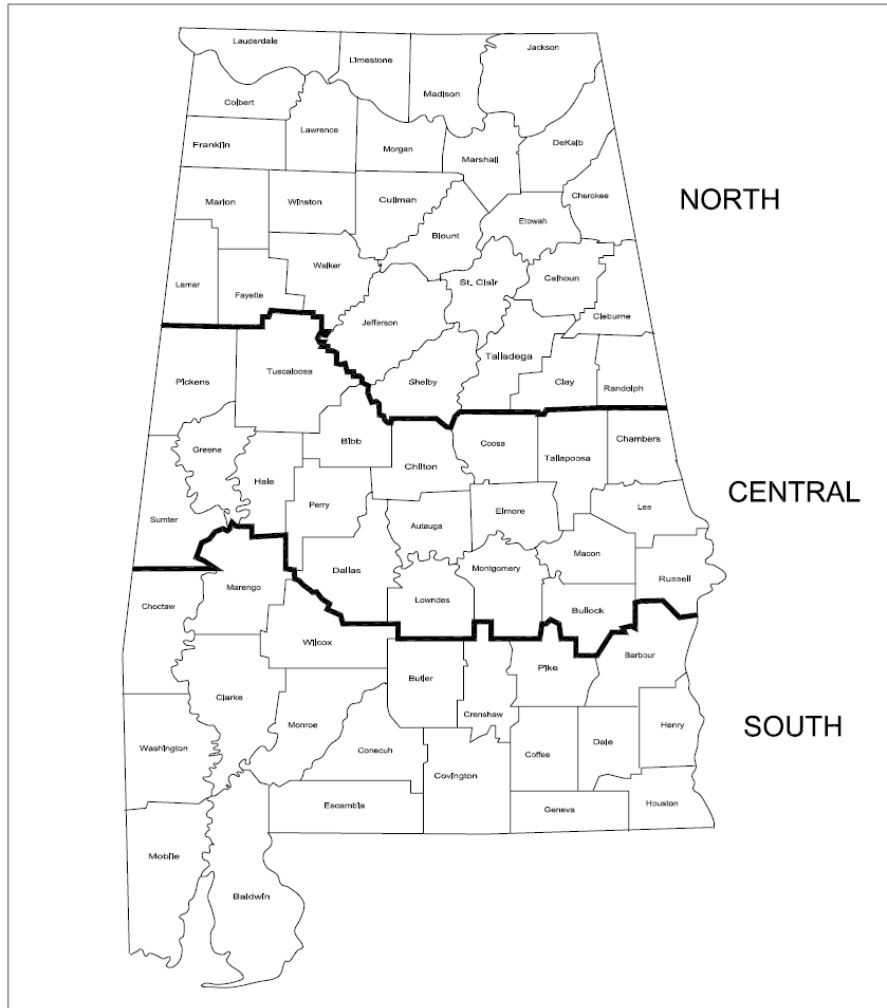 Lauderdale
Limestone
Madison
Jackson
Colbert
Lawrence
Franklin
Morgan
Marshall
DeKalb
Marion
Winston
Cullman
Cherokee
NORTH
Etowah
Blount
Walker
St. Clair
Calhoun
Lamar
Fayette
Jefferson
Cleburne
Talladega
Pickens
Tuscaloosa
Shelby
Clay
Randolph
Bibb
Coosa
Chambers
Greene
Chilton
Tallapoosa
Hale
CENTRAL
Perry
Elmore
Lee
Sumter
Autauga
Macon
Dallas
Montgomery
Russell
Marengo
Choctaw
Lowndes
Bullock
Wilcox
Barbour
Pike
Butler
Clarke
Crenshaw
Monroe
Henry
SOUTH
Washington
Conecuh
Coffee
Dale
Covington
Escambia
Geneva
Houston
Mobile
Baldwin